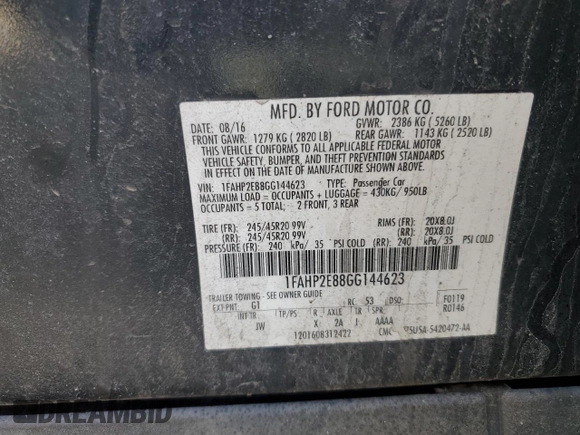 MFD. BY FORD MOTOR CO.
DATE: 08/16 GVWR: 2386 KG ( 5260 LB)
FRONT GAWR: 1279 KG ( 2820 LB) REAR GAWR: 1143 KG ( 2520 LB)
THIS VEHICLE CONFORMS TO ALL APPLICABLE FEDERAL MOTOR
VEHICLE SAFETY, BUMPER, AND THEFT PREVENTION STANDARDS
IN EFFECT ON THE DATE OF MANUFACTURE SHOWN ABOVE.
VIN: 1FAHP2E88GG144623 TYPE: Passenger Car
MAXIMUM LOAD = OCCUPANTS + LUGGAGE = 430KG/ 950LB
OCCUPANTS: 5 TOTAL: 2 FRONT, 3 REAR
TIRE (FR): 245/45R20 99V RIMS (FR): 20X8.0J
(RR): 245/45R20 99V (RR): 20X8.0J
PRESSURE (FR): 240 kPa/ 35 PSI COLD (RR): 240 kPa/ 35 PSI COLD
1FAHP2E88GG144623
TRAILER TOWING - SEE OWNER GUIDE
EXT PNT: G1 RC: 53 DSO: F0119
INT TR TP/PS R AXLE TR SPR R0146
JW X 2A J AAAA
1201608312422 CMC 5420472-AA
DREAMBID